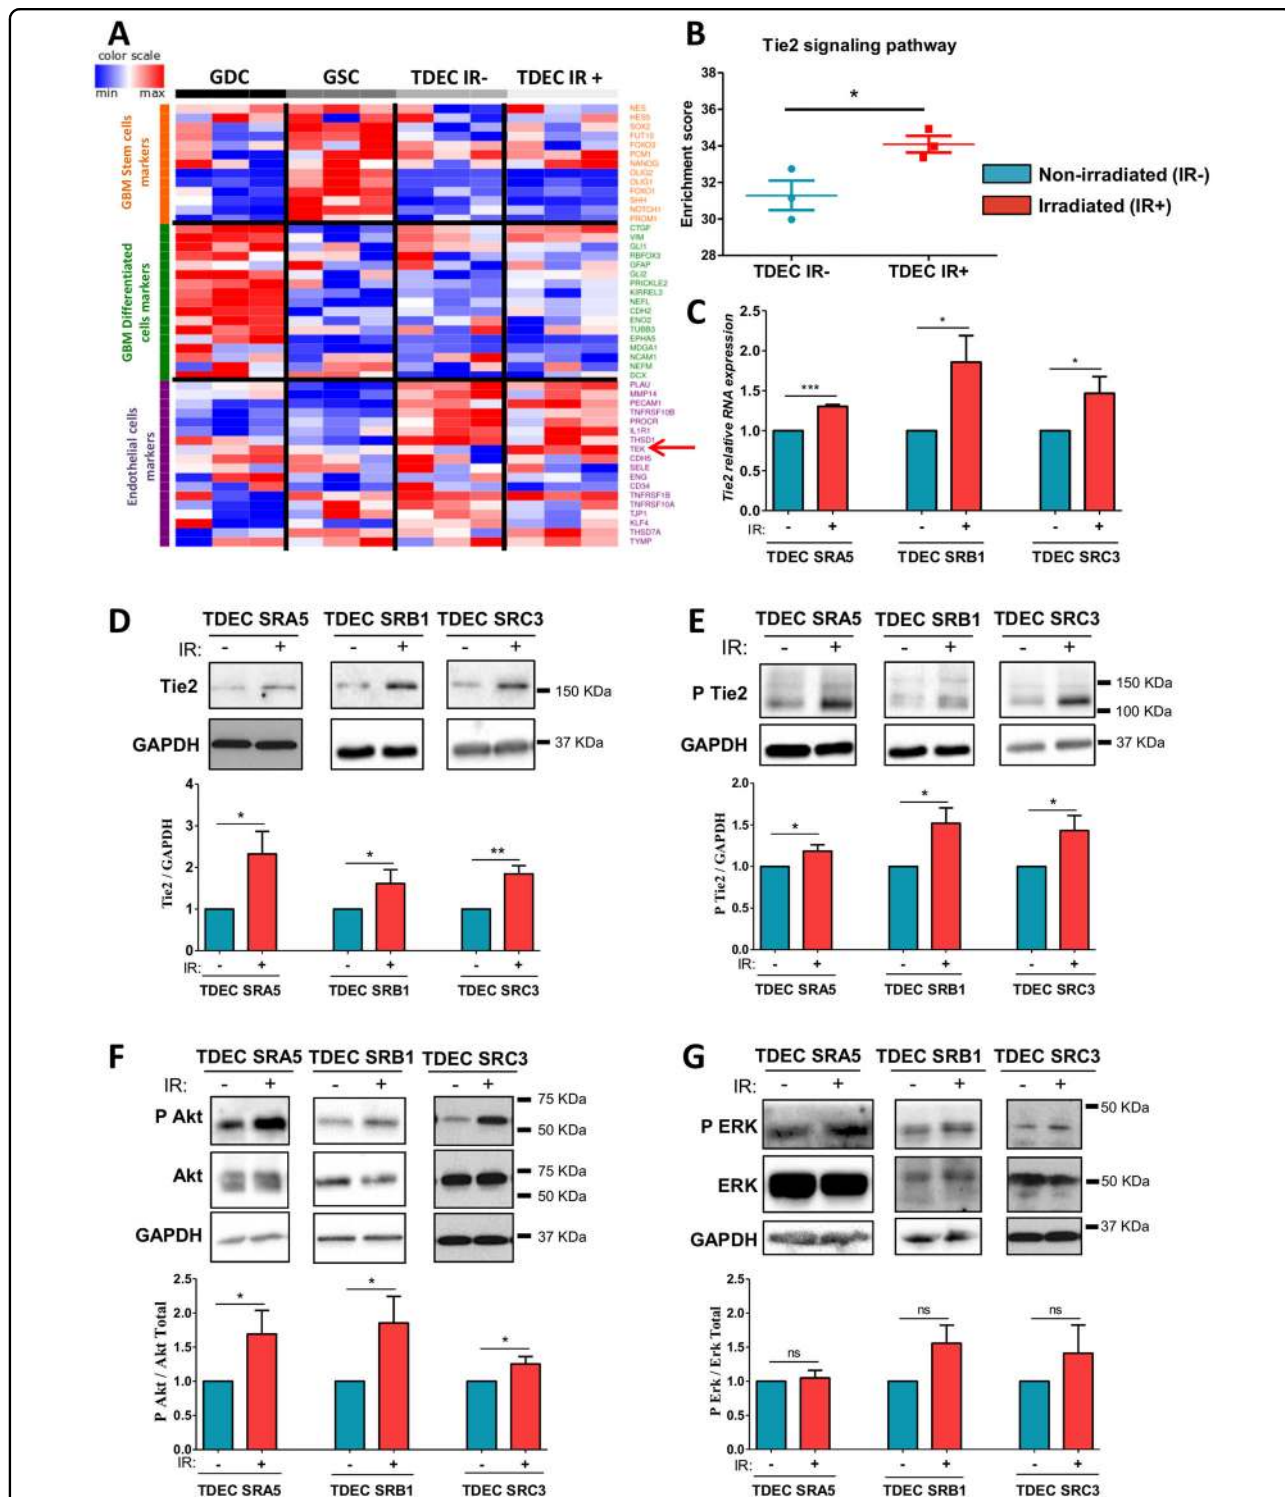 A
color scale
min
max
GDC
GSC
TDEC IR-
TDEC IR +
GBM Stem cells
markers
GBM Differentiated
cells markers
Endothelial cells
markers
NES
HES5
SOX2
FUT10
FOXO3
PCM1
NANOG
OLIG2
OLIG1
FOXO1
SHH
NOTCH1
PROM1
CTGF
VIM
GLI1
RBFOX3
GFAP
GLI2
PRICKLE2
KIRREL3
NEFL
CDH2
ENO2
TUBB3
EPHA5
MDGA1
NCAM1
NEFM
DCX
PLAU
MMP14
PECAM1
TNFRSF10B
PROCR
IL1R1
THSD1
TEK
CDH5
SELE
ENG
CD34
TNFRSF1B
TNFRSF10A
TJP1
KLF4
THSD7A
TYMP
B
Tie2 signaling pathway
Enrichment score
38
36
34
32
30
28
*
TDEC IR-
TDEC IR+
Non-irradiated (IR-)
Irradiated (IR+)
C
Tie2 relative RNA expression
2.5
2.0
1.5
1.0
0.5
0.0
***
*
*
- + - + - +
IR
TDEC SRA5
TDEC SRB1
TDEC SRC3
D
TDEC SRA5 TDEC SRB1 TDEC SRC3
IR: - + - + - +
Tie2
150 KDa
GAPDH
37 KDa
Tie2 / GAPDH
4
3
2
1
0
*
*
**
IR: - + - + - +
TDEC SRA5 TDEC SRB1 TDEC SRC3
E
TDEC SRA5 TDEC SRB1 TDEC SRC3
IR: - + - + - +
P Tie2
150 KDa
100 KDa
GAPDH
37 KDa
P Tie2 / GAPDH
2.0
1.5
1.0
0.5
0.0
*
*
*
IR: - + - + - +
TDEC SRA5 TDEC SRB1 TDEC SRC3
F
TDEC SRA5 TDEC SRB1 TDEC SRC3
IR: - + - + - +
P Akt
75 KDa
50 KDa
Akt
75 KDa
50 KDa
GAPDH
37 KDa
P Akt / Akt Total
2.5
2.0
1.5
1.0
0.5
0.0
*
*
*
IR: - + - + - +
TDEC SRA5 TDEC SRB1 TDEC SRC3
G
TDEC SRA5 TDEC SRB1 TDEC SRC3
IR: - + - + - +
P ERK
50 KDa
ERK
50 KDa
GAPDH
37 KDa
P Erk / Erk Total
2.5
2.0
1.5
1.0
0.5
0.0
ns
ns
ns
IR: - + - + - +
TDEC SRA5 TDEC SRB1 TDEC SRC3